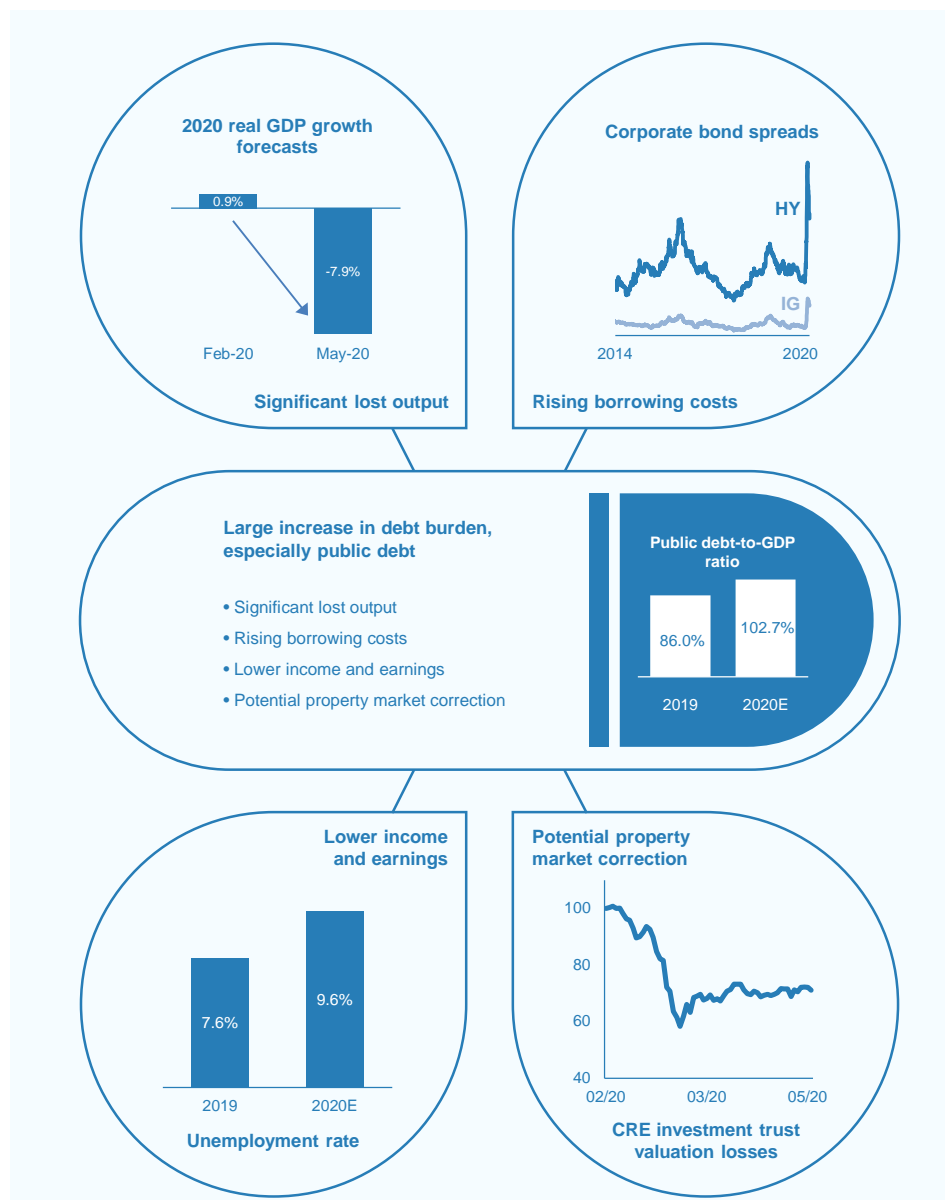 2020 real GDP growth
forecasts
0.9%
-7.9%
Feb-20
May-20
Significant lost output
Corporate bond spreads
HY
IG
2014
2020
Rising borrowing costs
Large increase in debt burden,
especially public debt
• Significant lost output
• Rising borrowing costs
• Lower income and earnings
• Potential property market correction
Public debt-to-GDP
ratio
86.0%
102.7%
2019
2020E
Lower income
and earnings
7.6%
9.6%
2019
2020E
Unemployment rate
Potential property
market correction
100
80
60
40
02/20
03/20
05/20
CRE investment trust
valuation losses